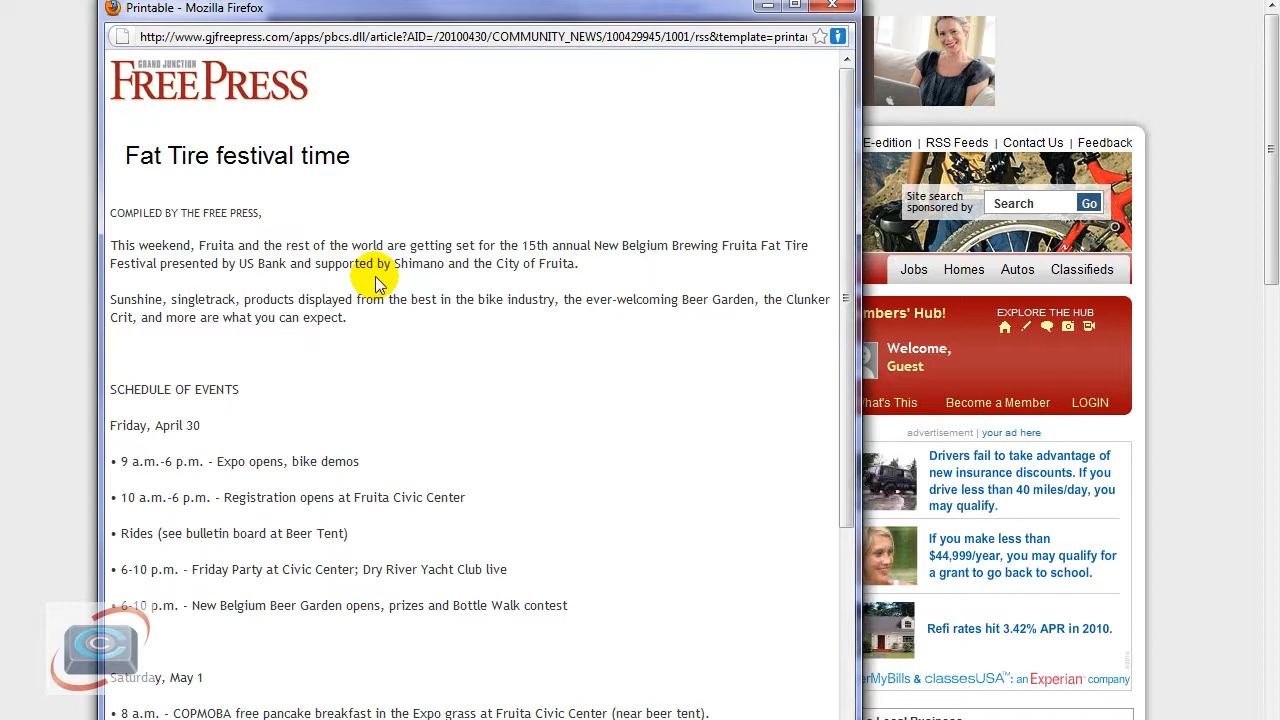 Printable - Mozilla Firefox
http://www.gjfreepress.com/apps/pbcs.dll/article?AID=/20100430/COMMUNITY_NEWS/100429945/1001/rss&template=printar
GRAND JUNCTION
FREE PRESS
Fat Tire festival time
COMPILED BY THE FREE PRESS,
This weekend, Fruita and the rest of the world are getting set for the 15th annual New Belgium Brewing Fruita Fat Tire
Festival presented by US Bank and supported by Shimano and the City of Fruita.
Sunshine, singletrack, products displayed from the best in the bike industry, the ever-welcoming Beer Garden, the Clunker
Crit, and more are what you can expect.
SCHEDULE OF EVENTS
Friday, April 30
• 9 a.m.-6 p.m. - Expo opens, bike demos
• 10 a.m.-6 p.m. - Registration opens at Fruita Civic Center
• Rides (see bulletin board at Beer Tent)
• 6-10 p.m. - Friday Party at Civic Center; Dry River Yacht Club live
• 6-10 p.m. - New Belgium Beer Garden opens, prizes and Bottle Walk contest
Saturday, May 1
• 8 a.m. - COPMOBA free pancake breakfast in the Expo grass at Fruita Civic Center (near beer tent).
E-edition | RSS Feeds | Contact Us | Feedback
Site search
sponsored by
Search
Go
Jobs Homes Autos Classifieds
mbers' Hub!
EXPLORE THE HUB
Welcome,
Guest
hat's This Become a Member LOGIN
advertisement | your ad here
Drivers fail to take advantage of
new insurance discounts. If you
drive less than 40 miles/day, you
may qualify.
If you make less than
$44,999/year, you may qualify for
a grant to go back to school.
Refi rates hit 3.42% APR in 2010.
erMyBills & classesUSA™: an Experian company